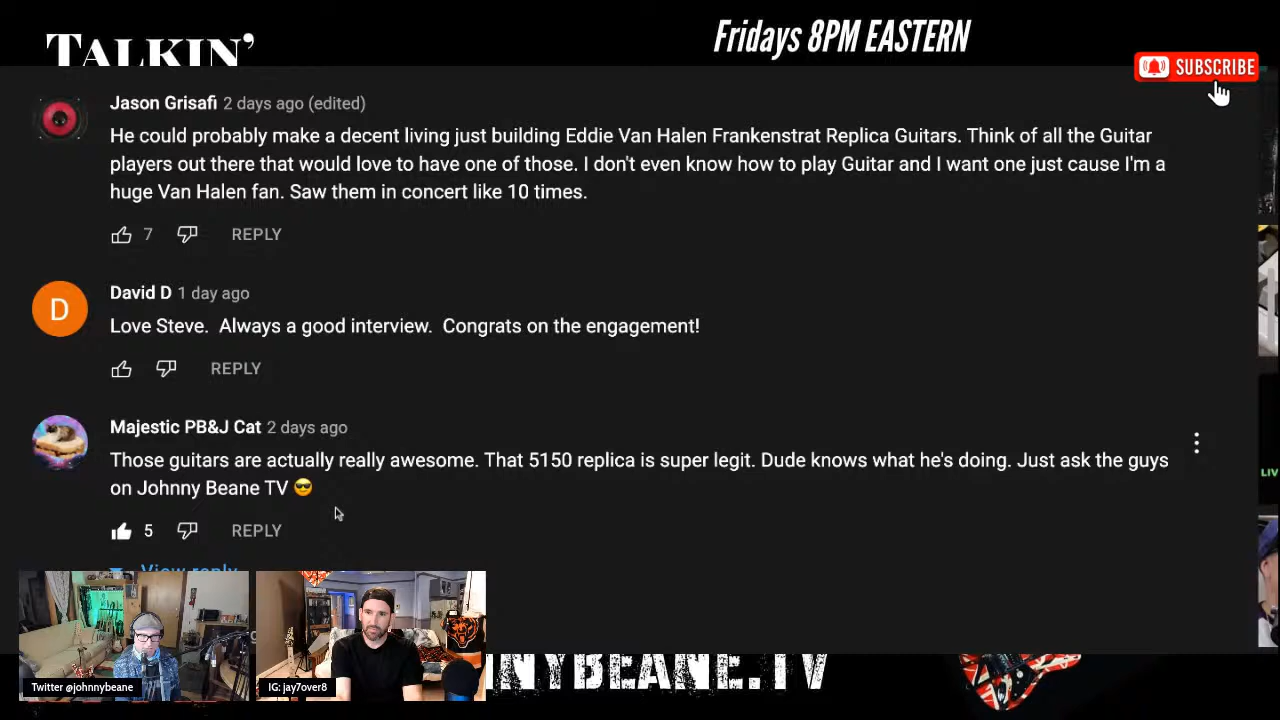 TALKIN'
Fridays 8PM EASTERN
SUBSCRIBE
Jason Grisafi 2 days ago (edited)
He could probably make a decent living just building Eddie Van Halen Frankenstrat Replica Guitars. Think of all the Guitar
players out there that would love to have one of those. I don't even know how to play Guitar and I want one just cause I'm a
huge Van Halen fan. Saw them in concert like 10 times.
7 REPLY
D
David D 1 day ago
Love Steve. Always a good interview. Congrats on the engagement!
REPLY
Majestic PB&J Cat 2 days ago
Those guitars are actually really awesome. That 5150 replica is super legit. Dude knows what he's doing. Just ask the guys
on Johnny Beane TV 😎
5 REPLY
View reply
LIV
Twitter @johnnybeane
IG: jay7over8
NNYBEANE.TV